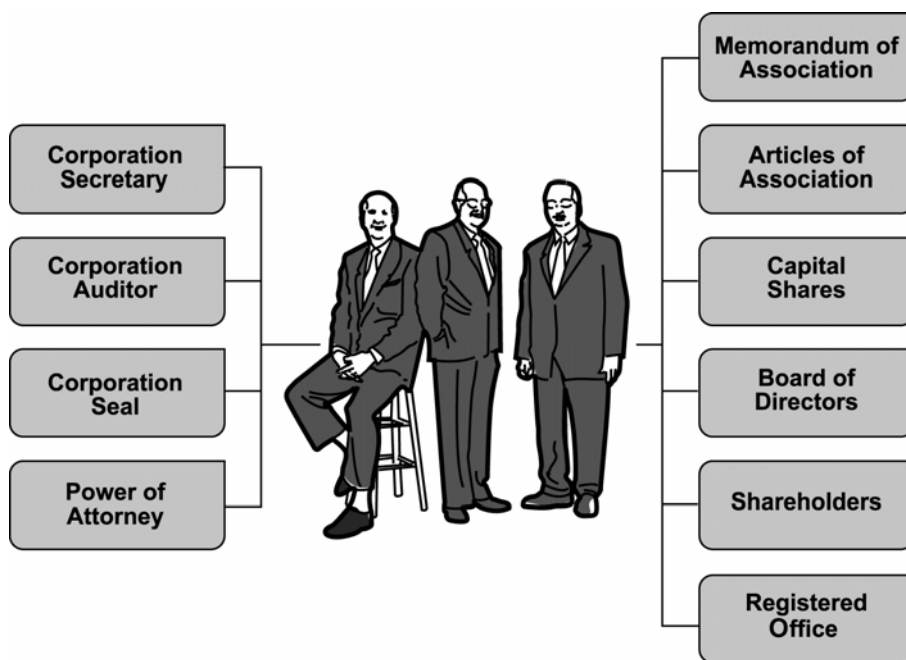 Corporation
Secretary
Corporation
Auditor
Corporation
Seal
Power of
Attorney
Memorandum of
Association
Articles of
Association
Capital
Shares
Board of
Directors
Shareholders
Registered
Office